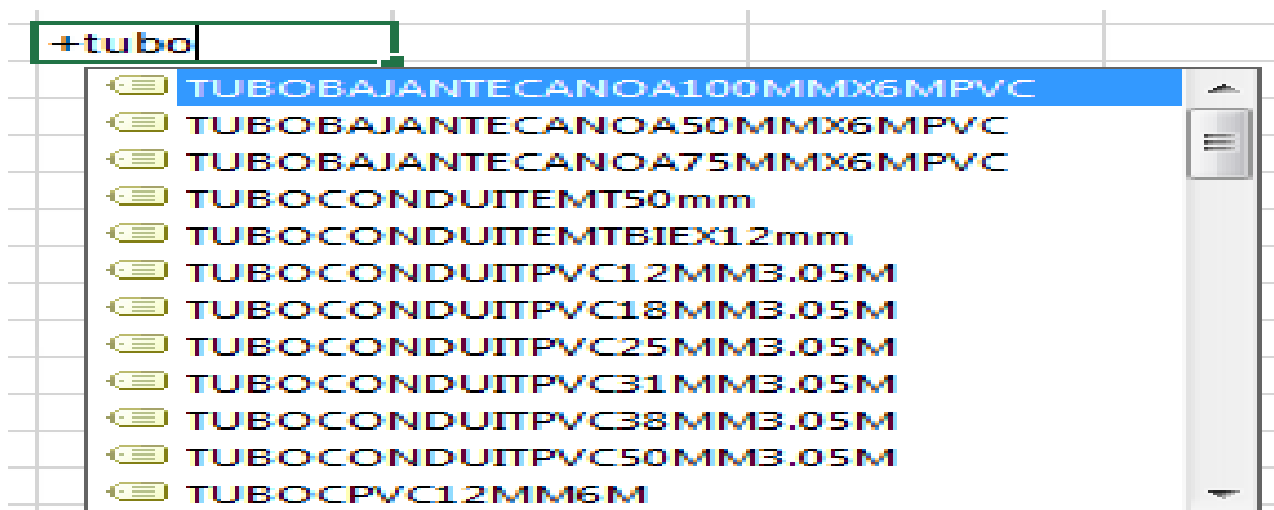 +tubo
TUBOBAJANTECANOA100MMX6MPVC
TUBOBAJANTECANOA50MMX6MPVC
TUBOBAJANTECANOA75MMX6MPVC
TUBOCONDUITEMT50mm
TUBOCONDUITEMTBIEX12mm
TUBOCONDUITPVC12MM3.05M
TUBOCONDUITPVC18MM3.05M
TUBOCONDUITPVC25MM3.05M
TUBOCONDUITPVC31MM3.05M
TUBOCONDUITPVC38MM3.05M
TUBOCONDUITPVC50MM3.05M
TUBOCPVC12MM6M